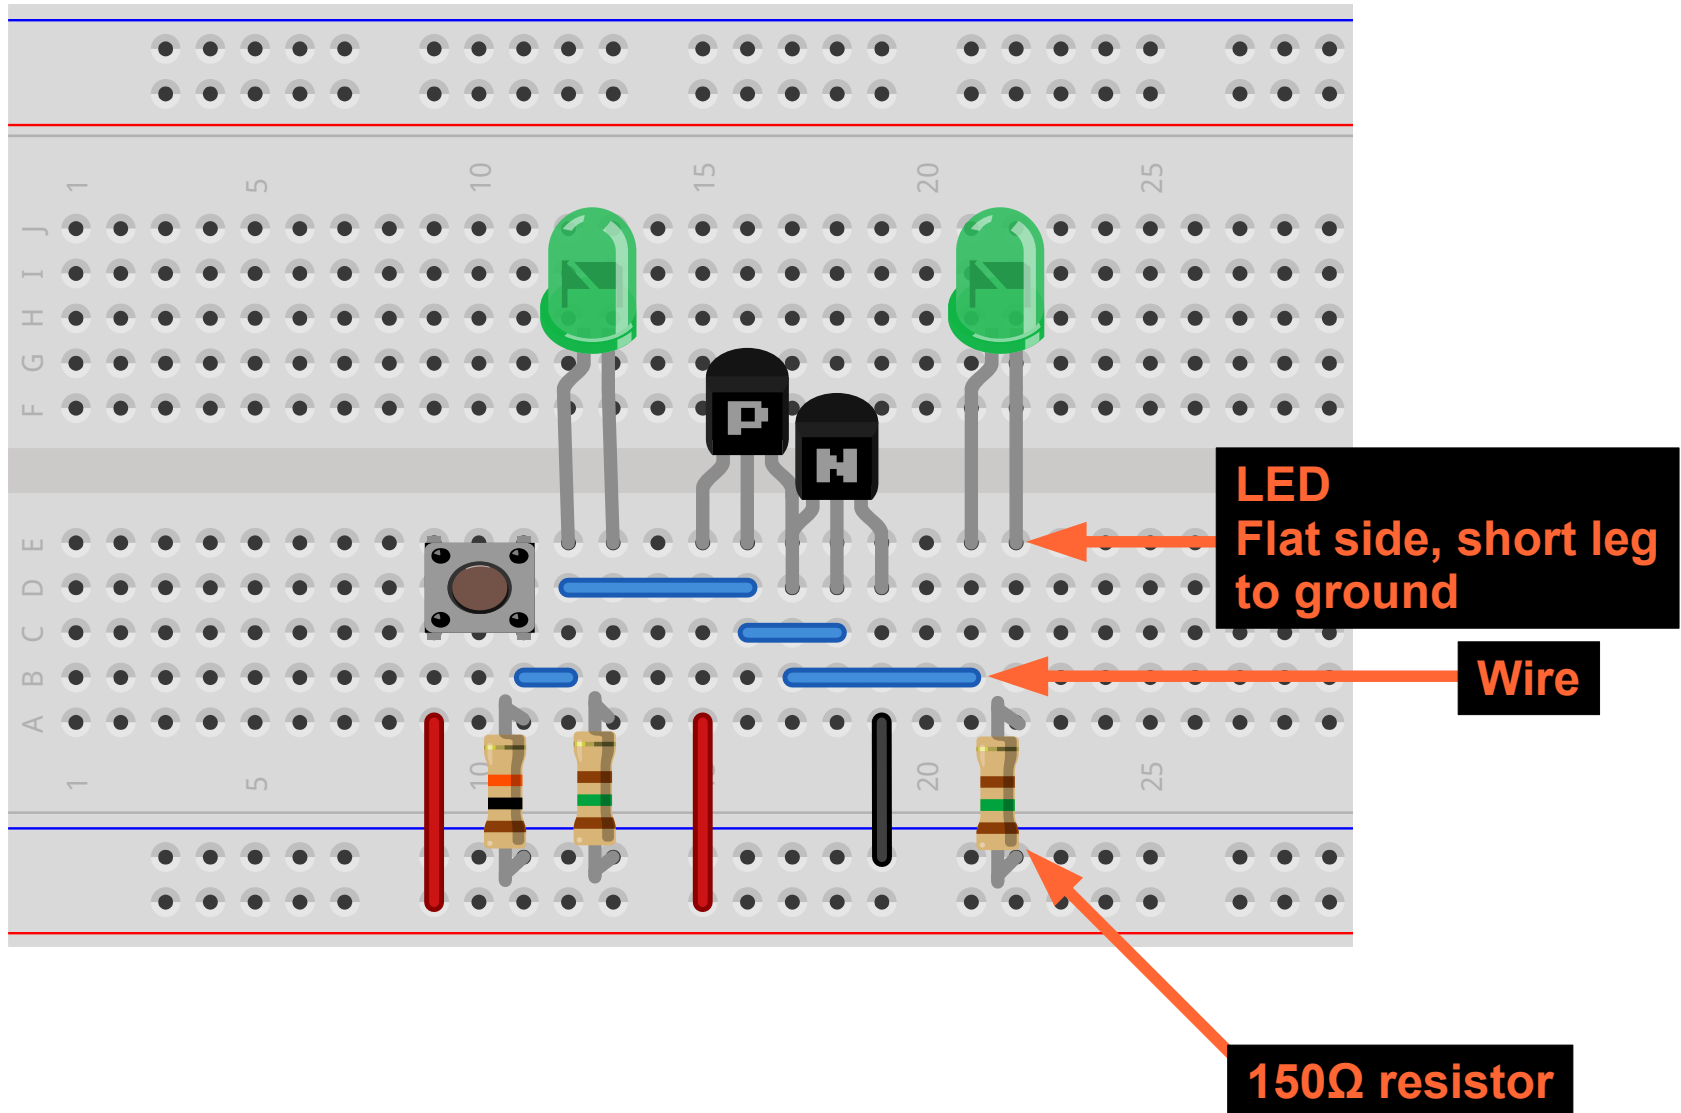 1 5 10 15 20 25
J
I
H
G
F
P
N
LED
Flat side, short leg
to ground
E
D
C
B
Wire
A
1 5 10 20 25
150Ω resistor